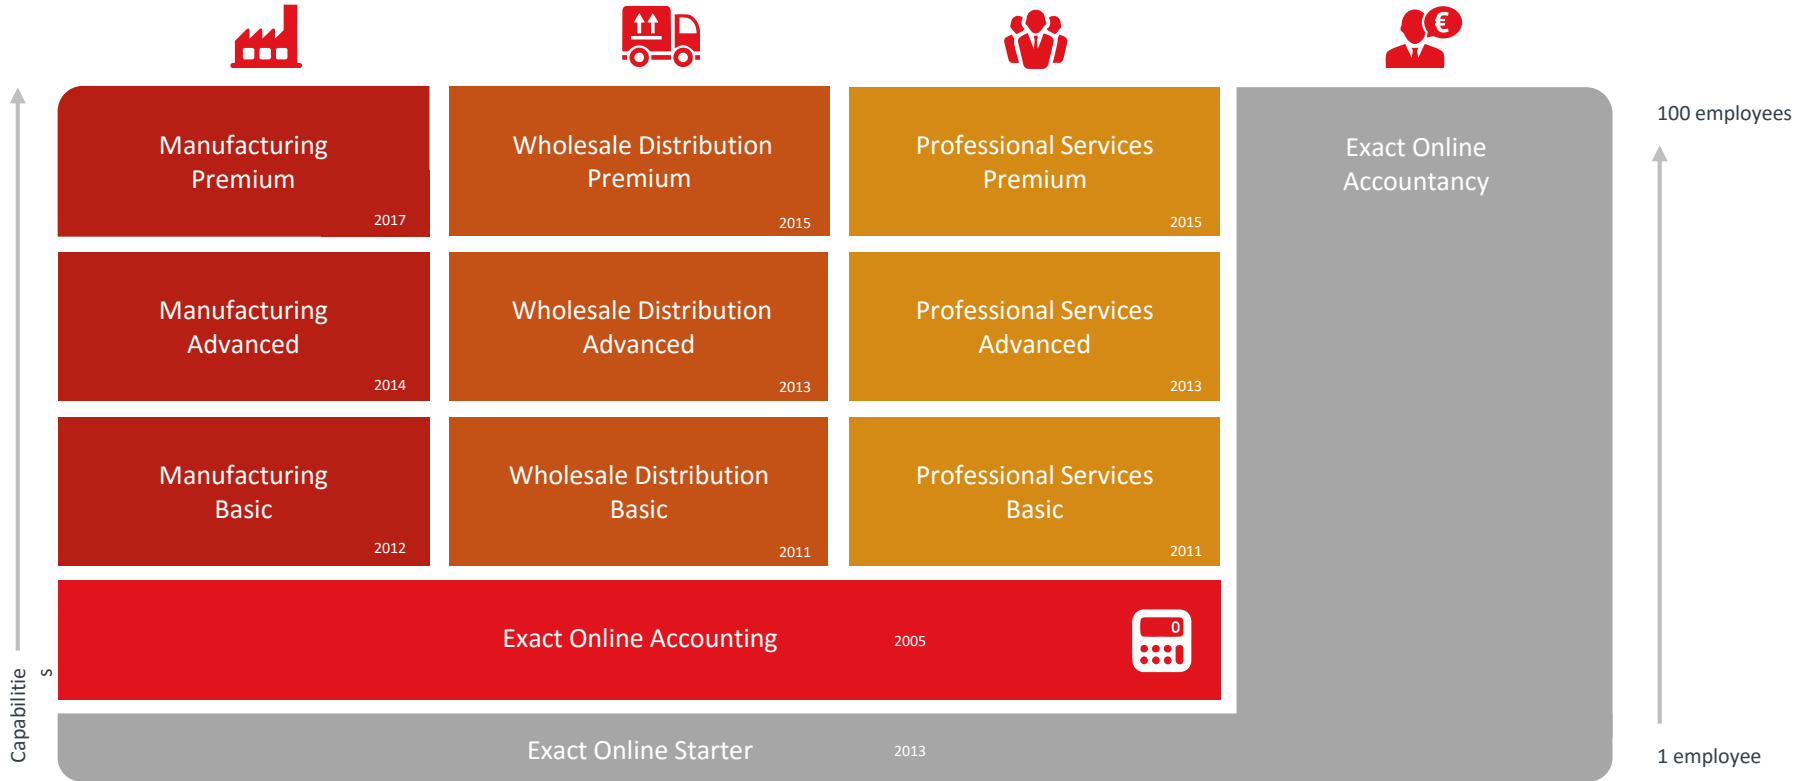 €
100 employees
Manufacturing
Premium
2017
Wholesale Distribution
Premium
2015
Professional Services
Premium
2015
Exact Online
Accountancy
Manufacturing
Advanced
2014
Wholesale Distribution
Advanced
2013
Professional Services
Advanced
2013
Manufacturing
Basic
2012
Wholesale Distribution
Basic
2011
Professional Services
Basic
2011
Exact Online Accounting
2005
0
Capabilitie
s
Exact Online Starter
2013
1 employee